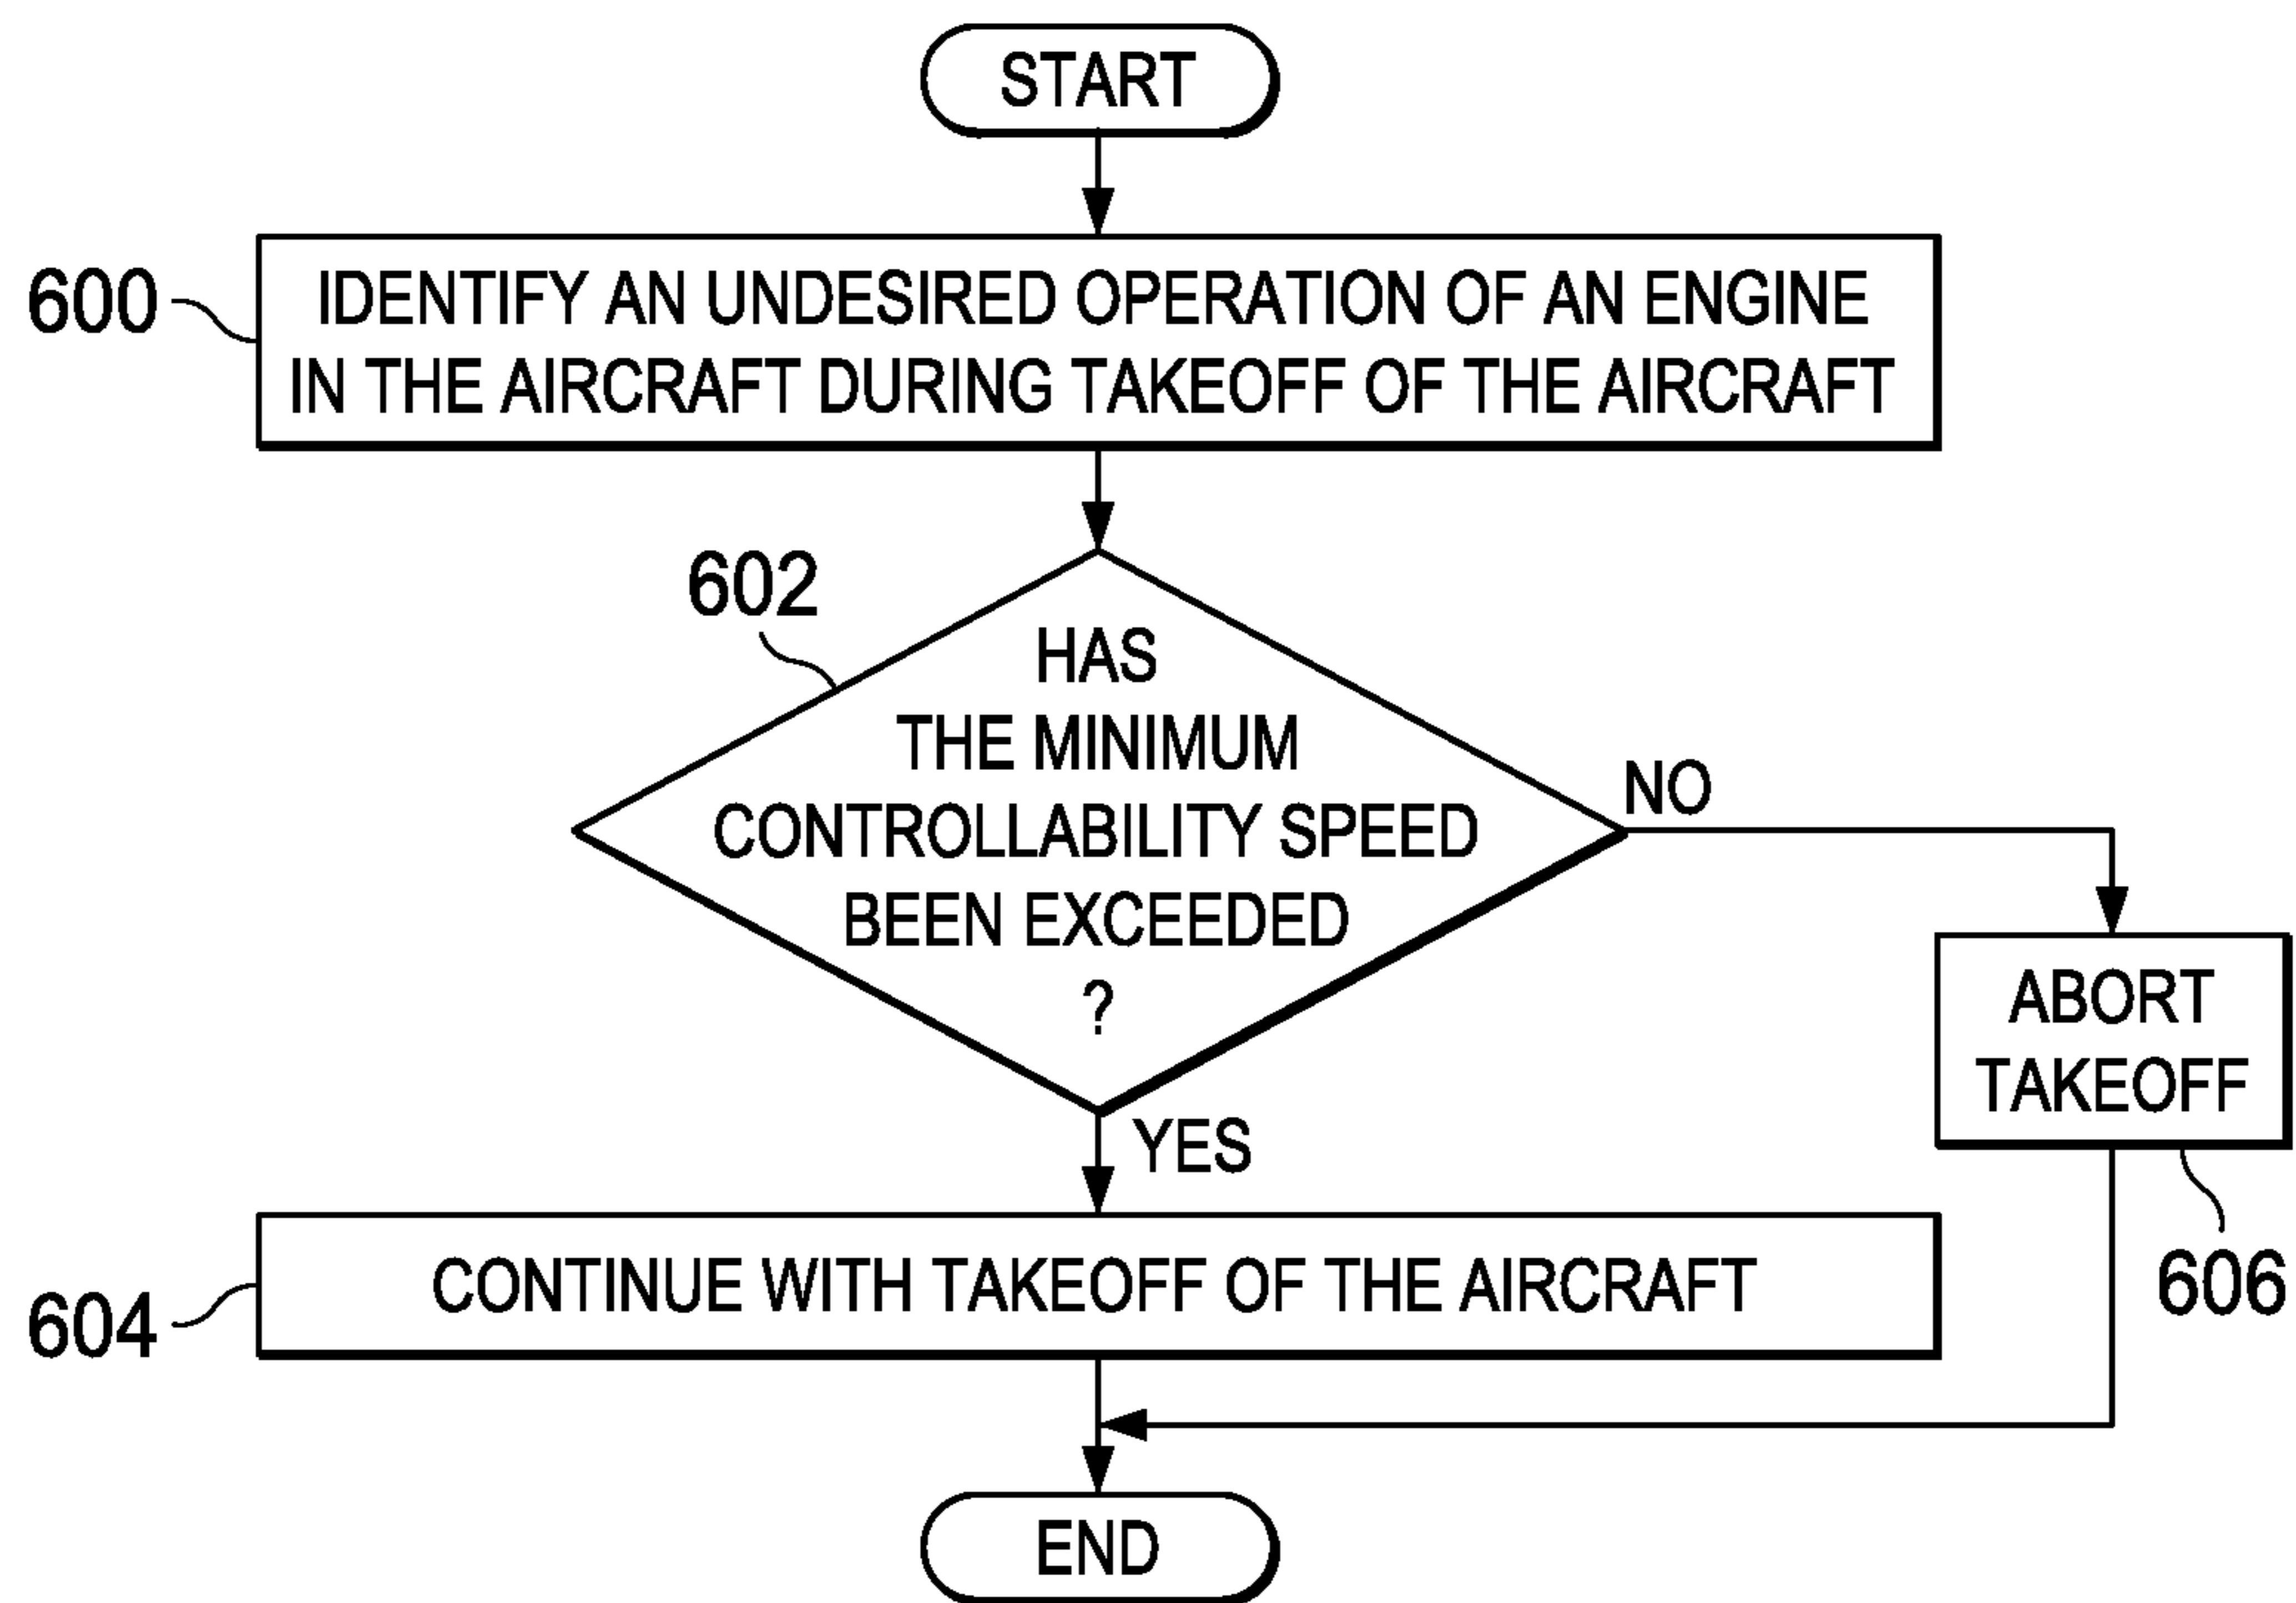 START
600
IDENTIFY AN UNDESIRED OPERATION OF AN ENGINE
IN THE AIRCRAFT DURING TAKEOFF OF THE AIRCRAFT
602
HAS
THE MINIMUM
CONTROLLABILITY SPEED
BEEN EXCEEDED
?
NO
ABORT
TAKEOFF
606
YES
604
CONTINUE WITH TAKEOFF OF THE AIRCRAFT
END